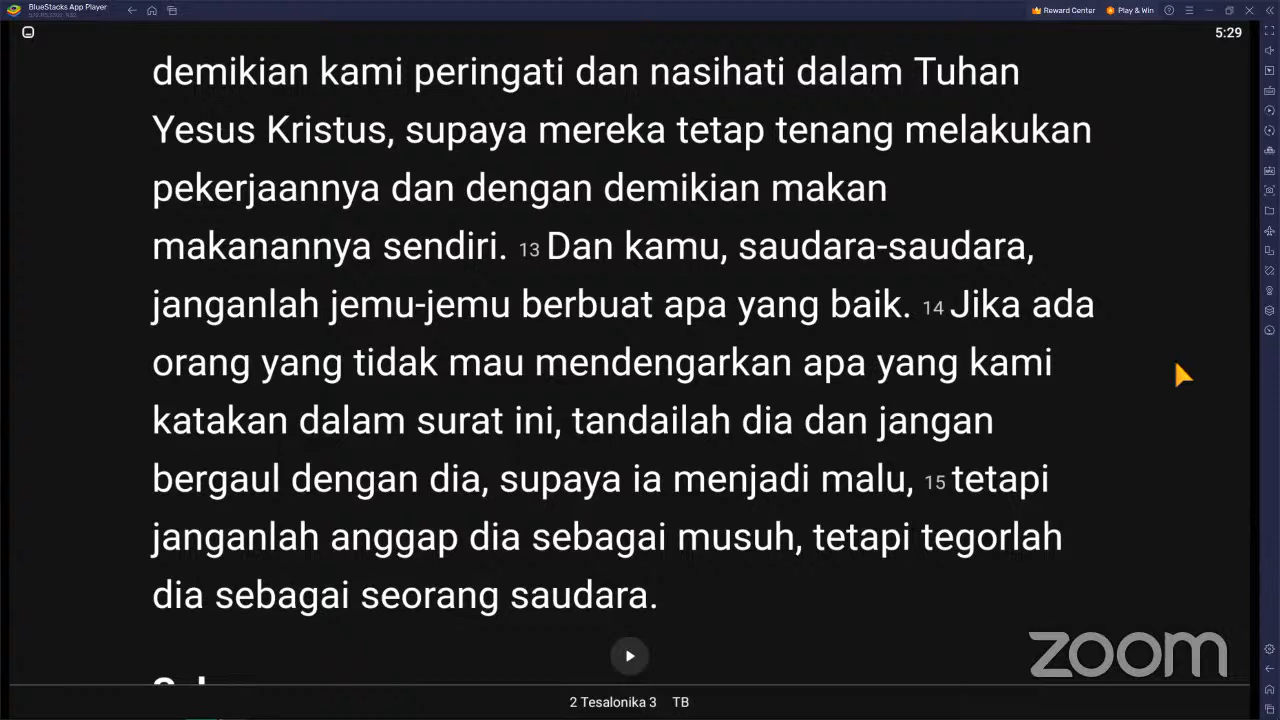 BlueStacks App Player
Reward Center
Play & Win
5:29
demikian kami peringati dan nasihati dalam Tuhan
Yesus Kristus, supaya mereka tetap tenang melakukan
pekerjaannya dan dengan demikian makan
makanannya sendiri. 13 Dan kamu, saudara-saudara,
janganlah jemu-jemu berbuat apa yang baik. 14 Jika ada
orang yang tidak mau mendengarkan apa yang kami
katakan dalam surat ini, tandailah dia dan jangan
bergaul dengan dia, supaya ia menjadi malu, 15 tetapi
janganlah anggap dia sebagai musuh, tetapi tegorlah
dia sebagai seorang saudara.
zoom
2 Tesalonika 3 TB